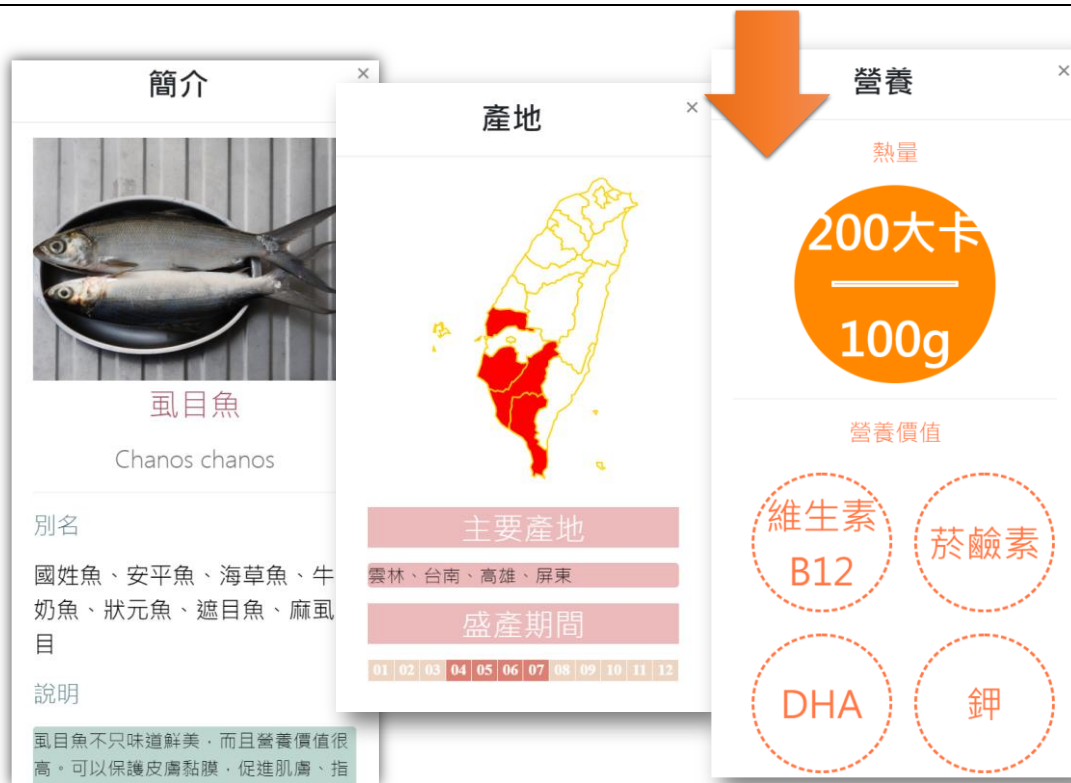 簡介
×
虱目魚
Chanos chanos
別名
國姓魚、安平魚、海草魚、牛
奶魚、狀元魚、遮目魚、麻虱
目
說明
虱目魚不只味道鮮美，而且營養價值很
高。可以保護皮膚黏膜，促進肌膚、指
產地
×
主要產地
雲林、台南、高雄、屏東
盛產期間
01 02 03 04 05 06 07 08 09 10 11 12
營養
×
熱量
200大卡
100g
營養價值
維生素
B12
菸鹼素
DHA
鉀